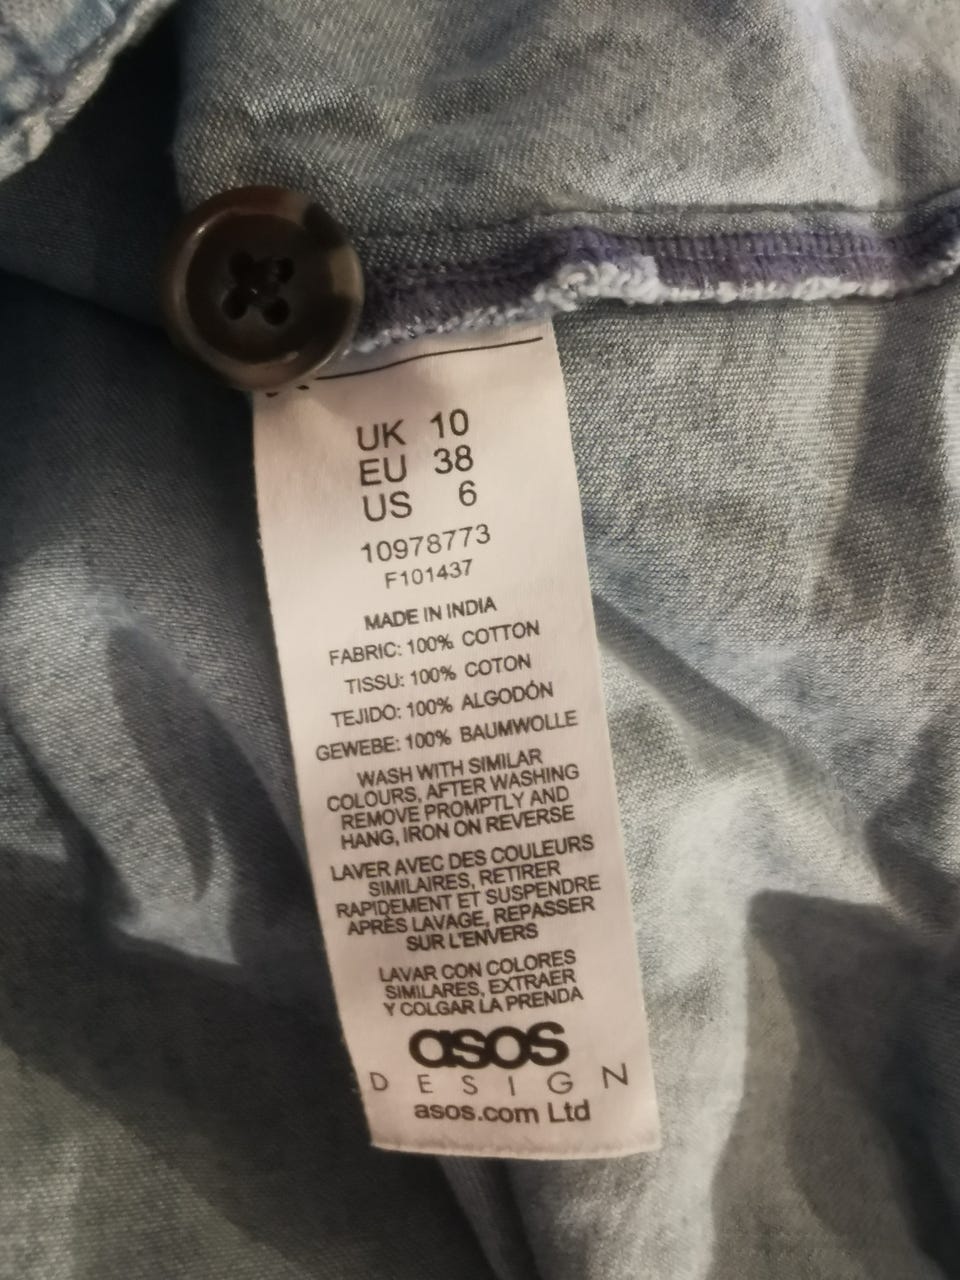 UK 10
EU 38
US 6
10978773
F101437
MADE IN INDIA
FABRIC: 100% COTTON
TISSU: 100% COTON
TEJIDO: 100% ALGODÓN
GEWEBE: 100% BAUMWOLLE
WASH WITH SIMILAR
COLOURS, AFTER WASHING
REMOVE PROMPTLY AND
HANG, IRON ON REVERSE
LAVER AVEC DES COULEURS
SIMILAIRES, RETIRER
RAPIDEMENT ET SUSPENDRE
APRÈS LAVAGE, REPASSER
SUR L'ENVERS
LAVAR CON COLORES
SIMILARES, EXTRAER
Y COLGAR LA PRENDA
asos
DESIGN
asos.com Ltd